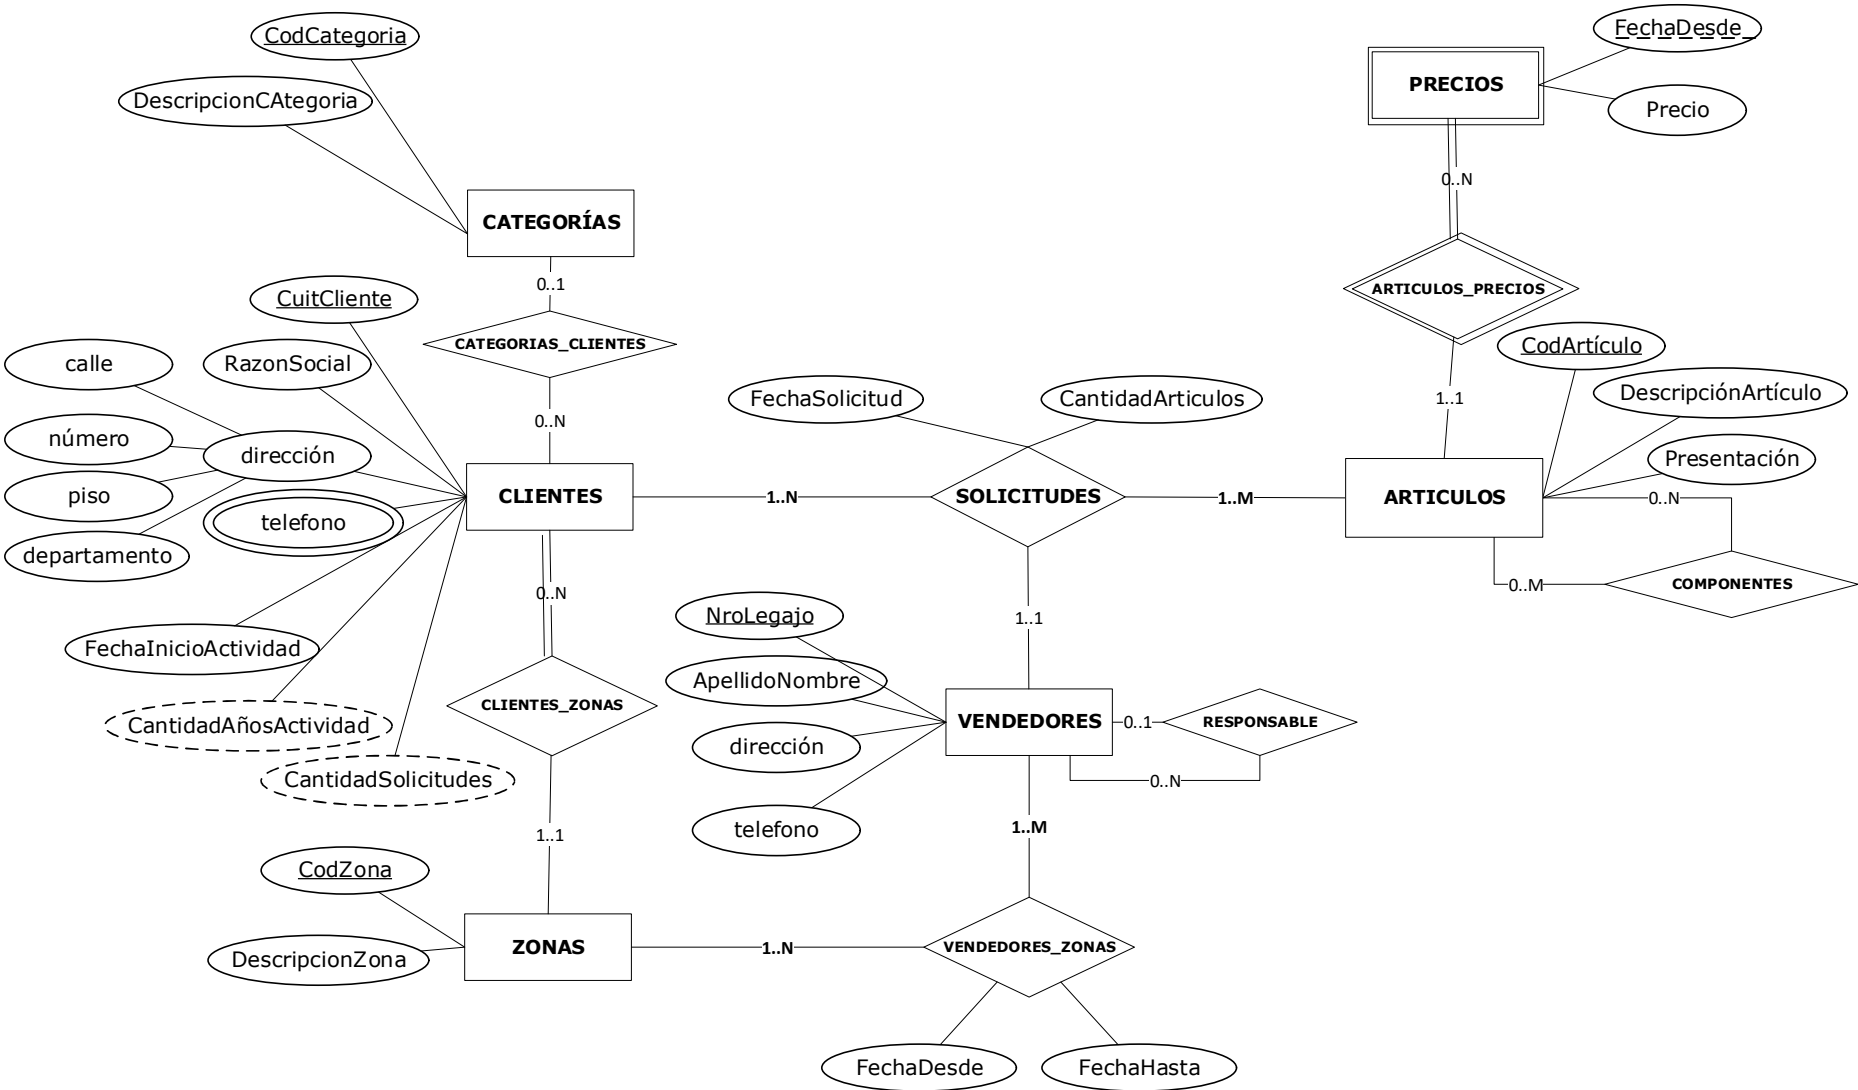 CodCategoria
DescripcionCAtegoria
CATEGORÍAS
0..1
CATEGORIAS_CLIENTES
0..N
CuitCliente
RazonSocial
calle
número
piso
departamento
dirección
telefono
CLIENTES
FechaInicioActividad
CantidadAñosActividad
CantidadSolicitudes
0..N
CLIENTES_ZONAS
1..1
CodZona
DescripcionZona
ZONAS
1..N
VENDEDORES_ZONAS
FechaDesde
FechaHasta
1..M
NroLegajo
ApellidoNombre
dirección
telefono
VENDEDORES
0..1
RESPONSABLE
0..N
1..1
FechaSolicitud
CantidadArticulos
1..N
SOLICITUDES
1..M
ARTICULOS
CodArtículo
DescripciónArtículo
Presentación
0..N
0..M
COMPONENTES
1..1
ARTICULOS_PRECIOS
0..N
PRECIOS
FechaDesde
Precio